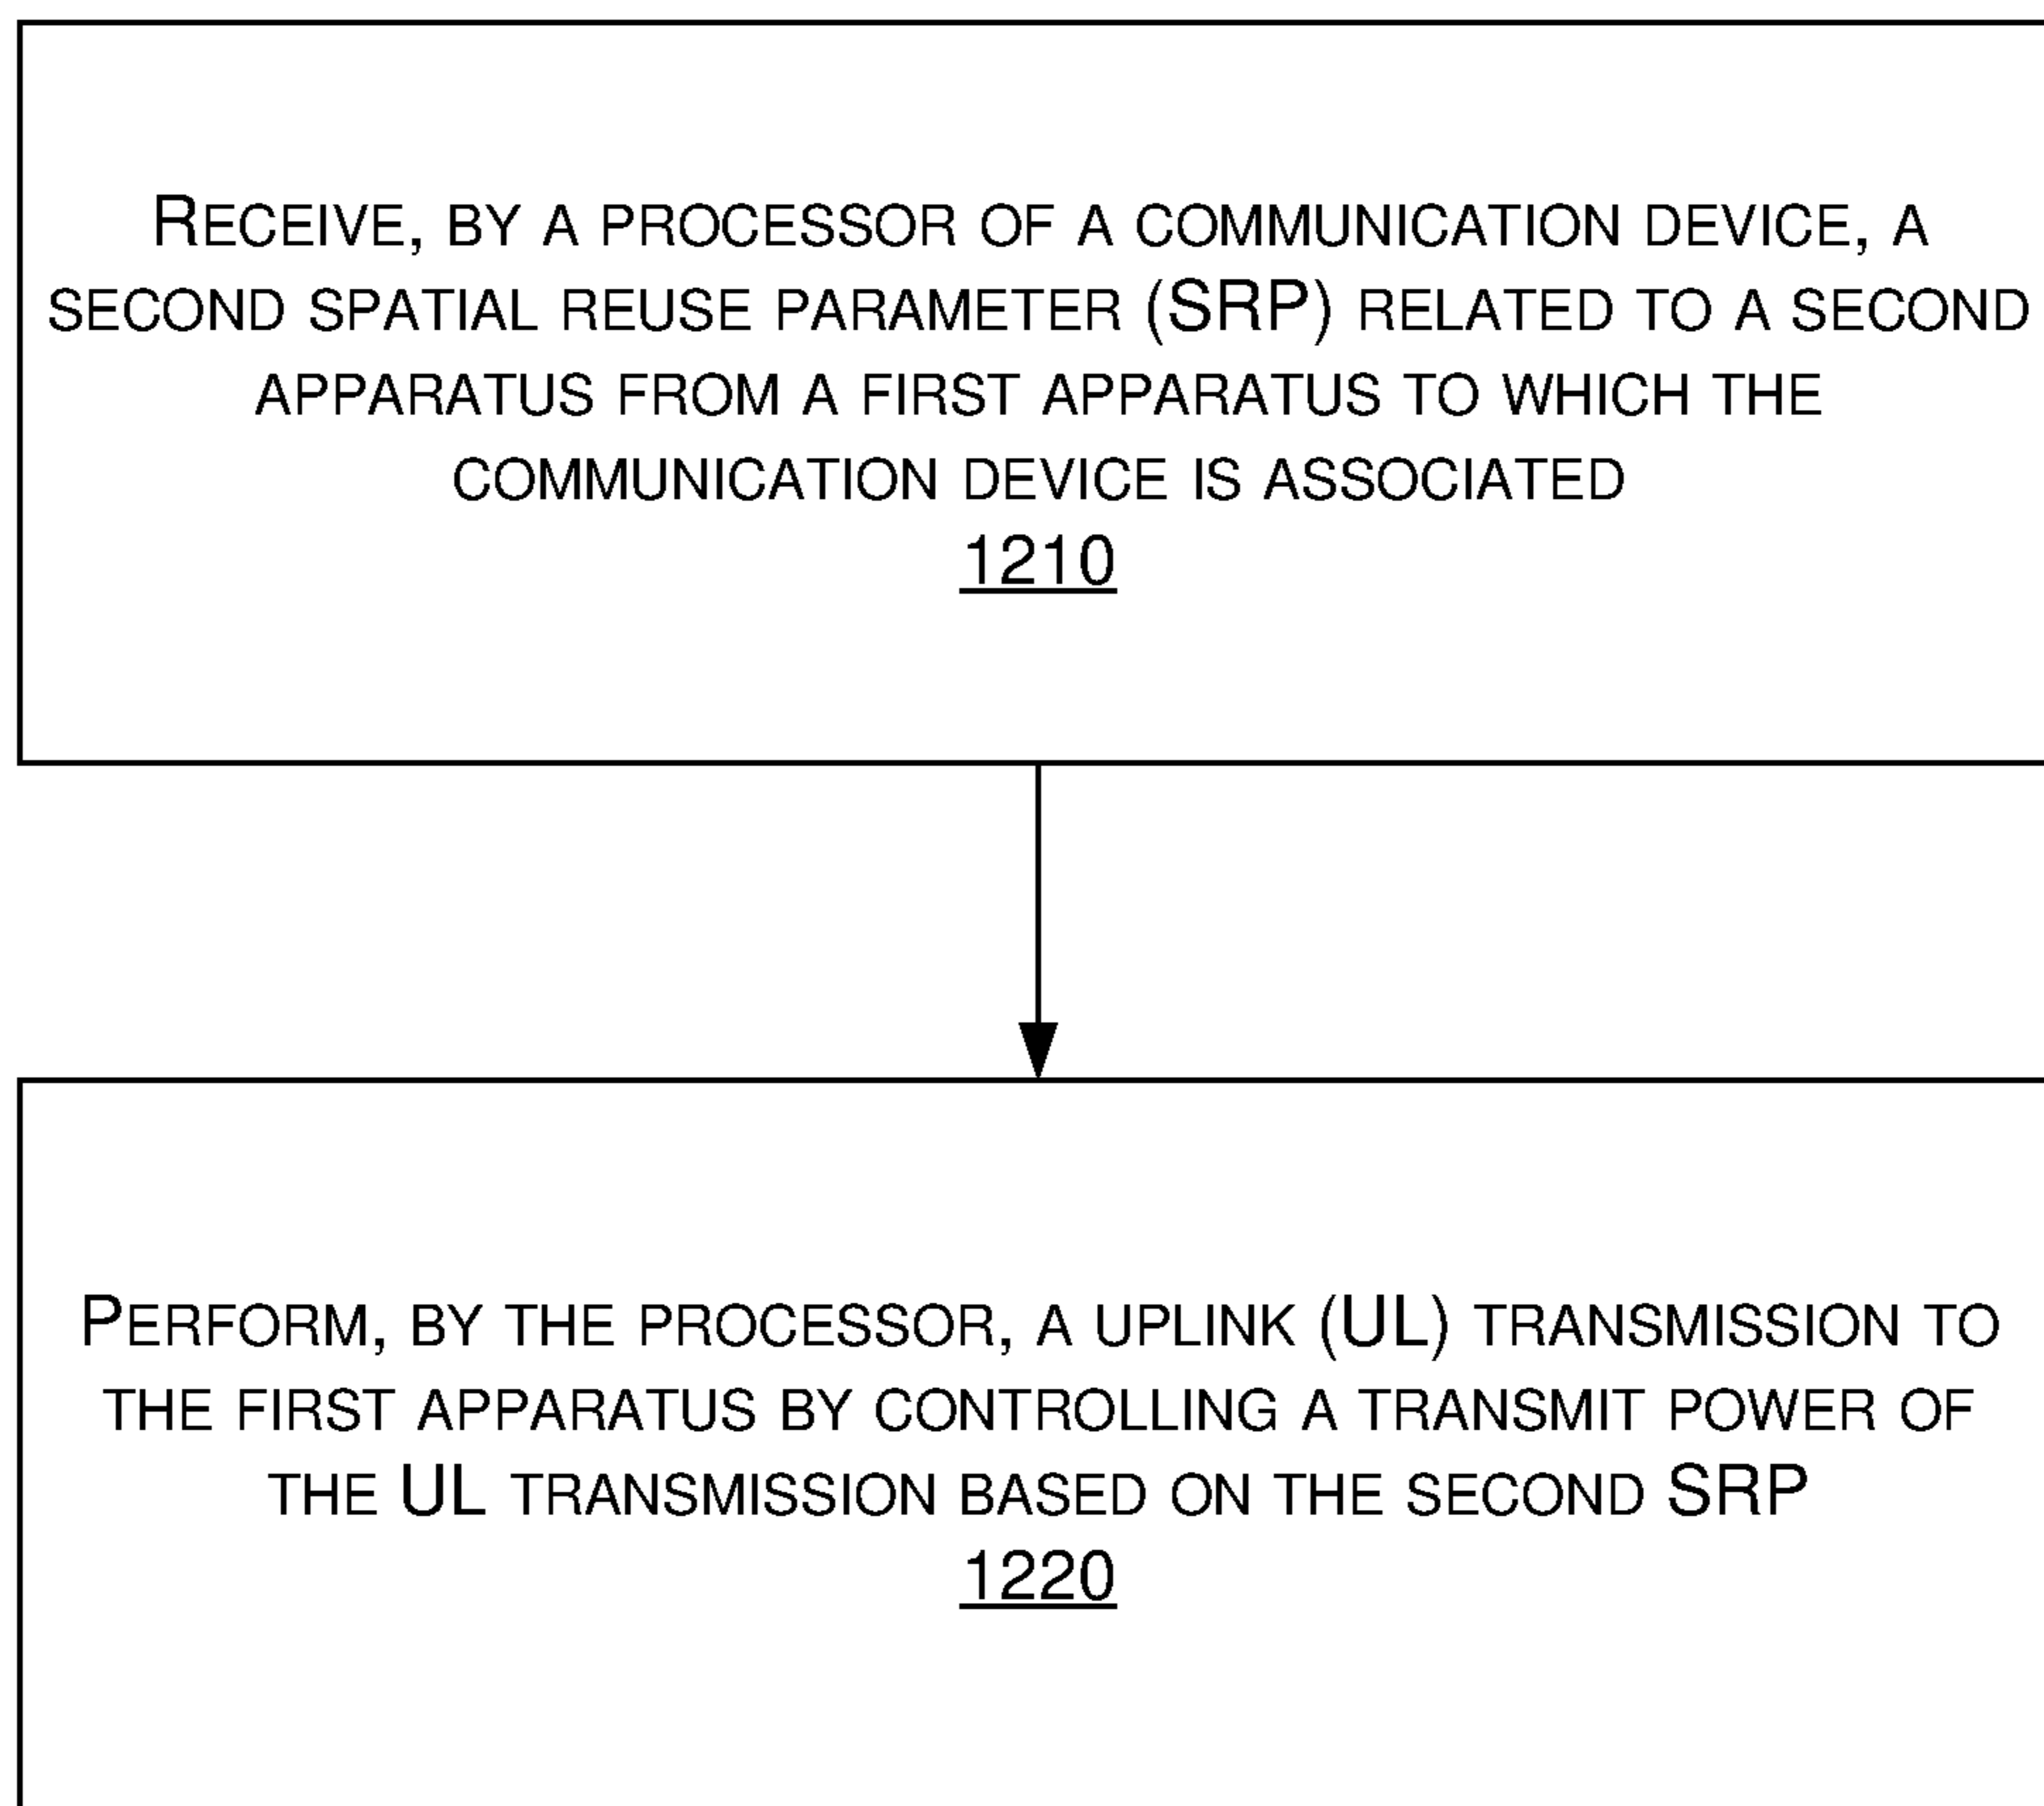 RECEIVE, BY A PROCESSOR OF A COMMUNICATION DEVICE, A
SECOND SPATIAL REUSE PARAMETER (SRP) RELATED TO A SECOND
APPARATUS FROM A FIRST APPARATUS TO WHICH THE
COMMUNICATION DEVICE IS ASSOCIATED
1210
PERFORM, BY THE PROCESSOR, A UPLINK (UL) TRANSMISSION TO
THE FIRST APPARATUS BY CONTROLLING A TRANSMIT POWER OF
THE UL TRANSMISSION BASED ON THE SECOND SRP
1220